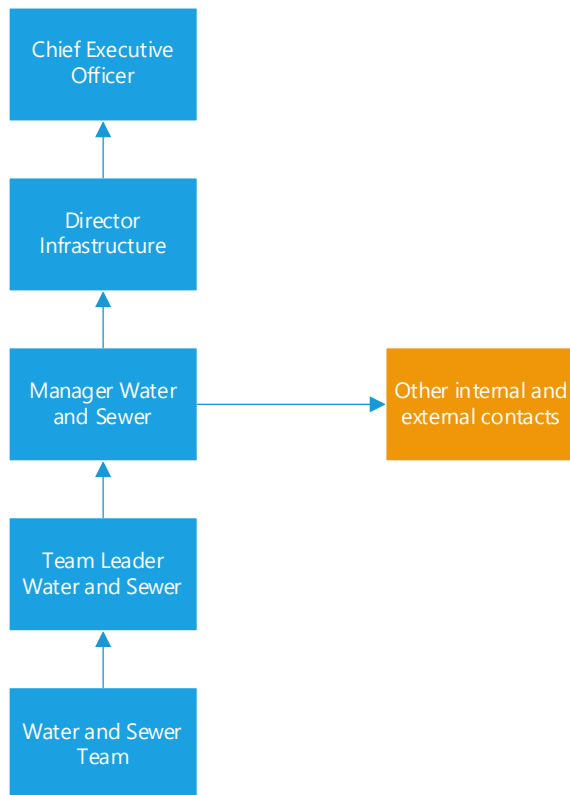 Chief Executive
Officer
Director
Infrastructure
Manager Water
and Sewer
Other internal and
external contacts
Team Leader
Water and Sewer
Water and Sewer
Team